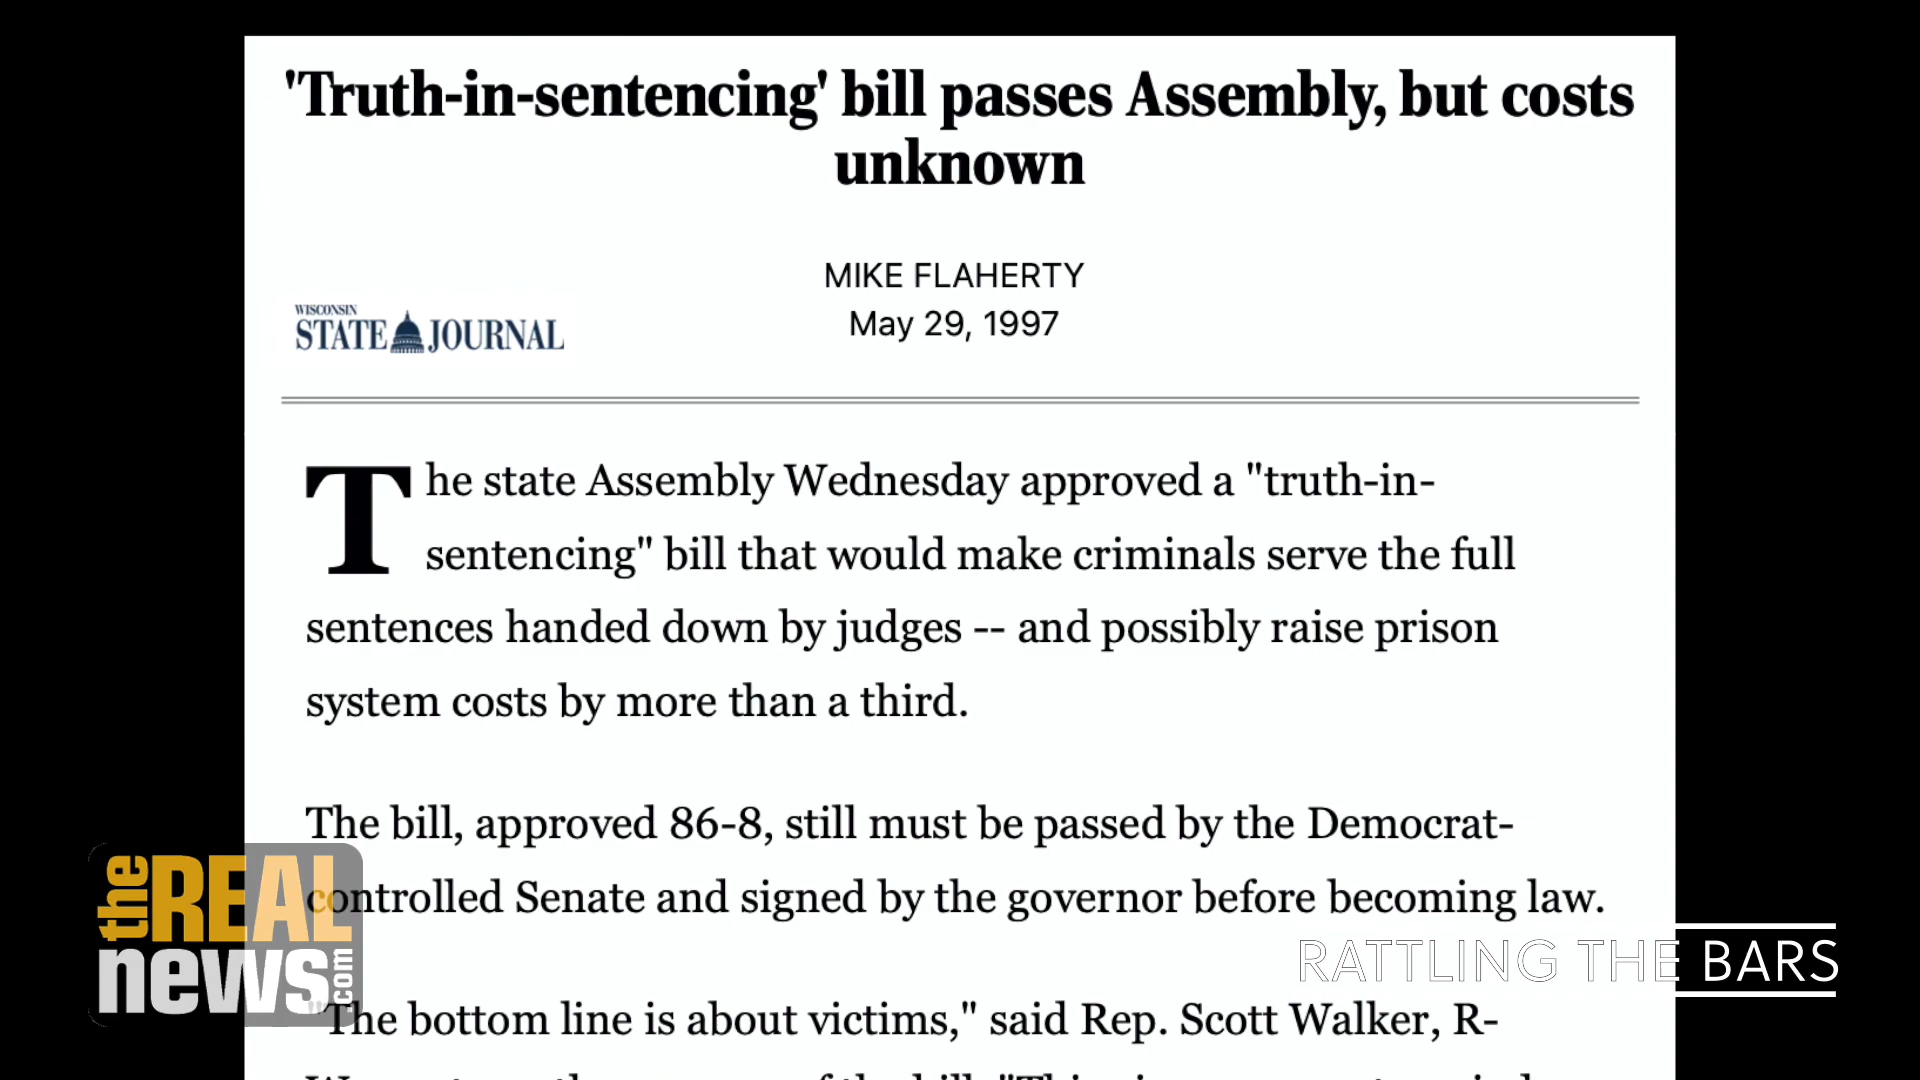 'Truth-in-sentencing' bill passes Assembly, but costs
unknown
MIKE FLAHERTY
May 29, 1997
WISCONSIN
STATE JOURNAL
The state Assembly Wednesday approved a "truth-in-
sentencing" bill that would make criminals serve the full
sentences handed down by judges -- and possibly raise prison
system costs by more than a third.
The bill, approved 86-8, still must be passed by the Democrat-
controlled Senate and signed by the governor before becoming law.
"The bottom line is about victims," said Rep. Scott Walker, R-
of the bill. "This
the REAL
news.com
RATTLING THE BARS